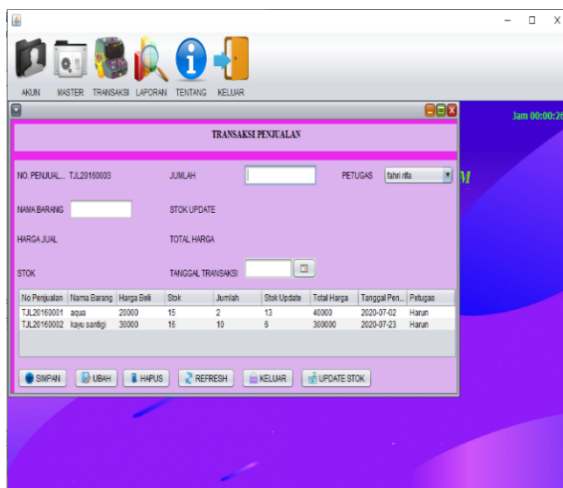 AKUN MASTER TRANSAKSI LAPORAN TENTANG KELUAR
Jam 00:00:26
TRANSAKSI PENJUALAN
NO. PENJUAL... TJL20160003 JUMLAH PETUGAS fahri rifa
M
NAMA BARANG STOK UPDATE
HARGA JUAL TOTAL HARGA
STOK TANGGAL TRANSAKSI
No Penjualan Nama Barang Harga Beli Stok Jumlah Stok Update Total Harga Tanggal Pen... Petugas
TJL20160001 aqua 20000 15 2 13 40000 2020-07-02 Harun
TJL20160002 kayu santigi 30000 16 10 6 300000 2020-07-23 Harun
SIMPAN UBAH HAPUS REFRESH KELUAR UPDATE STOK